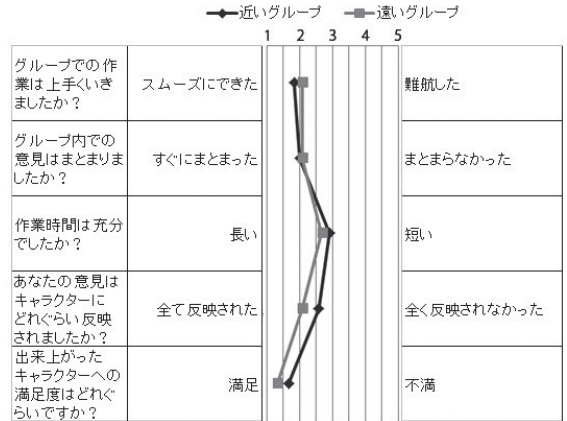 近いグループ 遠いグループ
1 2 3 4 5
グループでの作
業は上手くいき
ましたか？
スムーズにできた
難航した
グループ内での
意見はまとまりま
したか？
すぐにまとまった
まとまらなかった
作業時間は充分
でしたか？
長い
短い
あなたの意見は
キャラクターに
どれぐらい反映
されましたか？
全て反映された
全く反映されなかった
出来上がった
キャラクターへの
満足度はどれぐ
らいですか？
満足
不満